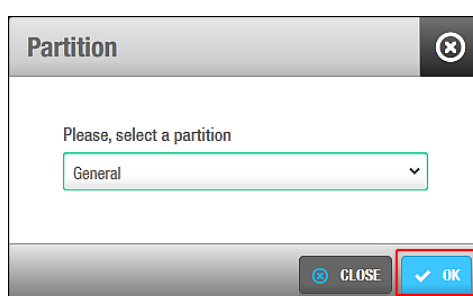 Partition
Please, select a partition
General
CLOSE
OK